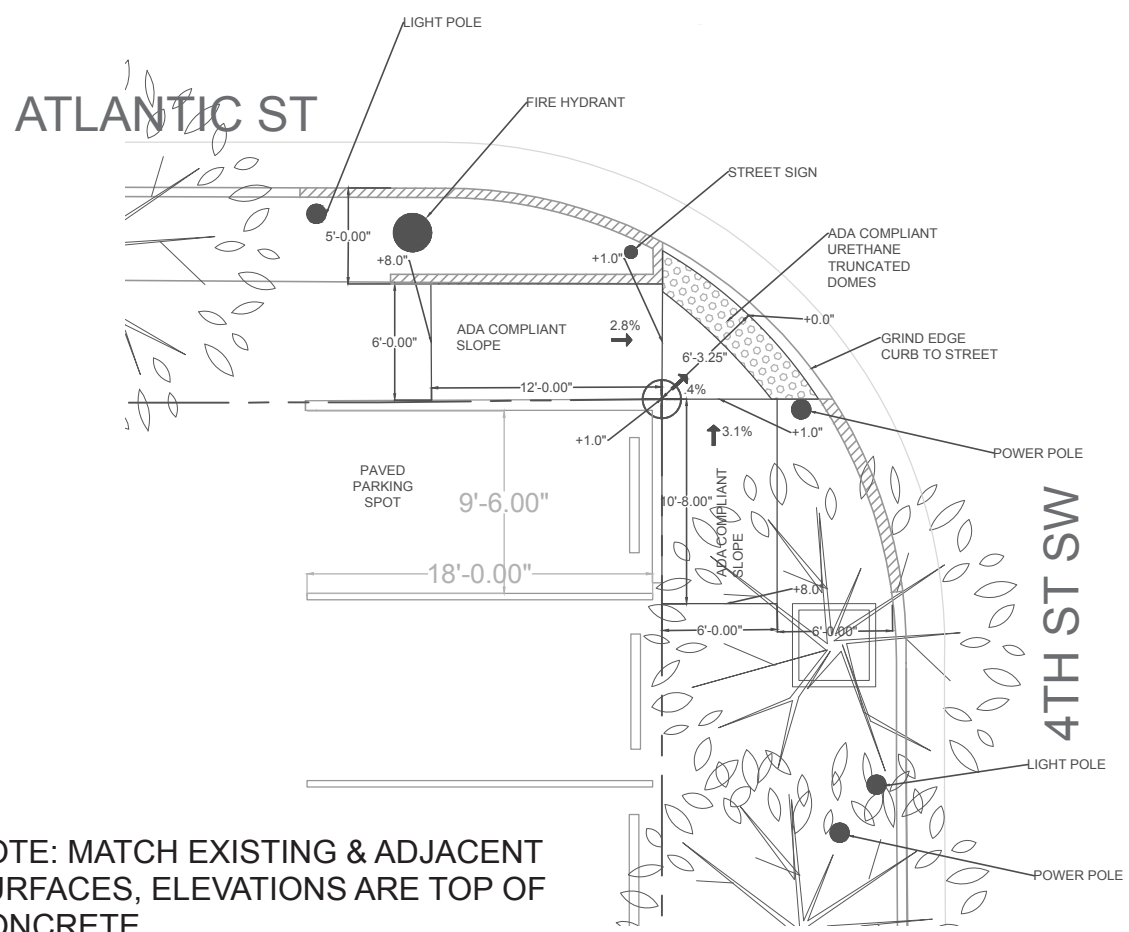 LIGHT POLE
ATLANTIC ST
FIRE HYDRANT
STREET SIGN
5'-0.00"
+8.0"
+1.0"
ADA COMPLIANT
URETHANE
TRUNCATED
DOMES
+0.0"
GRIND EDGE
CURB TO STREET
6'-0.00"
ADA COMPLIANT
SLOPE
2.8%
6'-3.25"
12'-0.00"
.4%
+1.0"
3.1%
+1.0"
POWER POLE
PAVED
PARKING
SPOT
9'-6.00"
10'-8.00"
ADA COMPLIANT
SLOPE
4TH ST SW
18'-0.00"
+8.0"
6'-0.00"
6'-0.00"
LIGHT POLE
POWER POLE
OTE: MATCH EXISTING & ADJACENT
URFACES, ELEVATIONS ARE TOP OF
ONCRETE